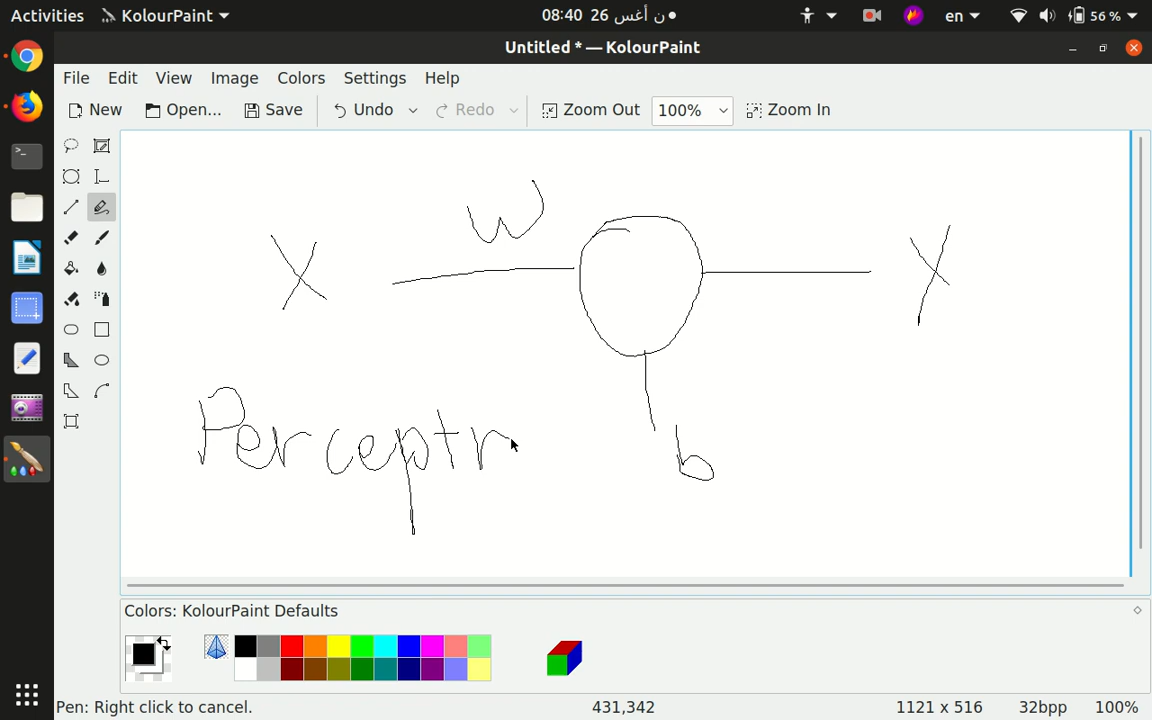 Activities KolourPaint 08:40 26 ن أغس en 56 %
Untitled * — KolourPaint
File Edit View Image Colors Settings Help
New Open... Save Undo Redo Zoom Out 100% Zoom In
w
X Y
b
Perceptr
Colors: KolourPaint Defaults
Pen: Right click to cancel. 431,342 1121 x 516 32bpp 100%